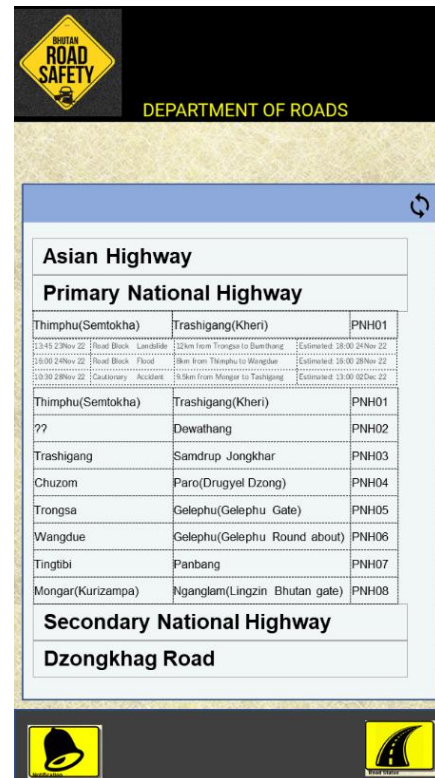 BHUTAN
ROAD
SAFETY
DEPARTMENT OF ROADS
Asian Highway
Primary National Highway
Thimphu(Semtokha) Trashigang(Kheri) PNH01
13:45 23Nov 22 Road Block Landslide 12km from Trongsa to Bumthang Estimated: 18:00 24Nov 22
16:00 24Nov 22 Road Block Flood 8km from Thimphu to Wangdue Estimated: 16:00 28Nov 22
10:30 28Nov 22 Cautionary Accident 9.5km from Mongar to Tashigang Estimated: 13:00 02Dec 22
Thimphu(Semtokha) Trashigang(Kheri) PNH01
?? Dewathang PNH02
Trashigang Samdrup Jongkhar PNH03
Chuzom Paro(Drugyel Dzong) PNH04
Trongsa Gelephu(Gelephu Gate) PNH05
Wangdue Gelephu(Gelephu Round about) PNH06
Tingtibi Panbang PNH07
Mongar(Kurizampa) Nganglam(Lingzin Bhutan gate) PNH08
Secondary National Highway
Dzongkhag Road
Notification Road Status